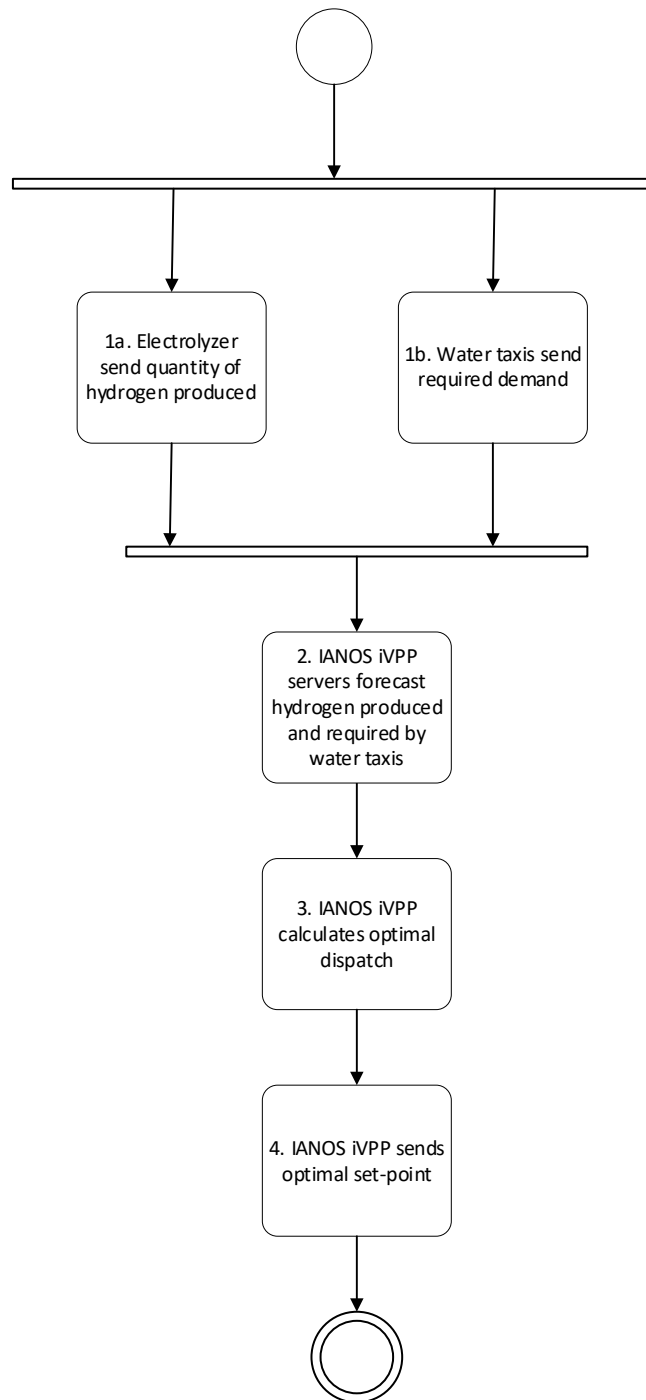 1a. Electrolyzer
send quantity of
hydrogen produced
1b. Water taxis send
required demand
2. IANOS iVPP
servers forecast
hydrogen produced
and required by
water taxis
3. IANOS iVPP
calculates optimal
dispatch
4. IANOS iVPP sends
optimal set-point